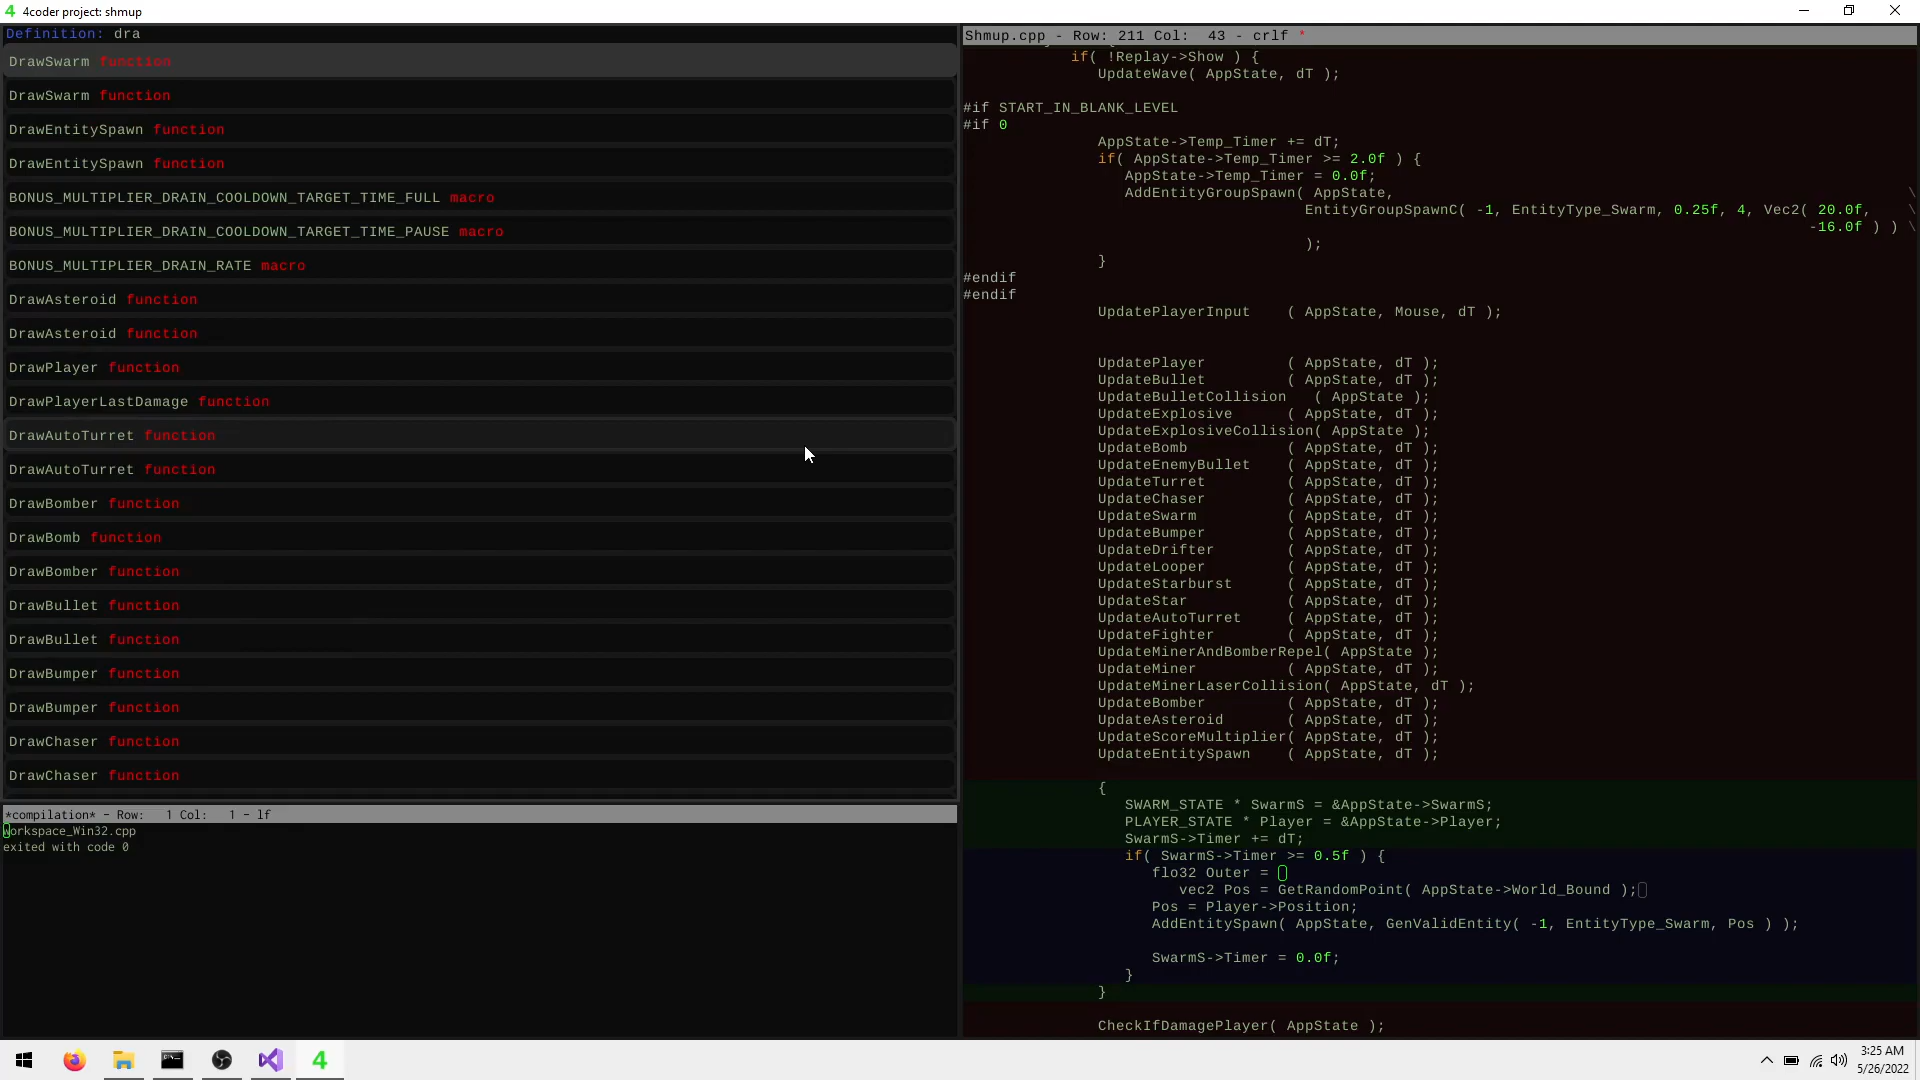 4 4coder project: shmup
Definition: dra
DrawSwarm function
DrawSwarm function
DrawEntitySpawn function
DrawEntitySpawn function
BONUS_MULTIPLIER_DRAIN_COOLDOWN_TARGET_TIME_FULL macro
BONUS_MULTIPLIER_DRAIN_COOLDOWN_TARGET_TIME_PAUSE macro
BONUS_MULTIPLIER_DRAIN_RATE macro
DrawAsteroid function
DrawAsteroid function
DrawPlayer function
DrawPlayerLastDamage function
DrawAutoTurret function
DrawAutoTurret function
DrawBomber function
DrawBomb function
DrawBomber function
DrawBullet function
DrawBullet function
DrawBumper function
DrawBumper function
DrawChaser function
DrawChaser function
*compilation* - Row: 1 Col: 1 - lf
workspace_Win32.cpp
exited with code 0
Shmup.cpp - Row: 211 Col: 43 - crlf *
if( !Replay->Show ) {
UpdateWave( AppState, dT );
#if START_IN_BLANK_LEVEL
#if 0
AppState->Temp_Timer += dT;
if( AppState->Temp_Timer >= 2.0f ) {
AppState->Temp_Timer = 0.0f;
AddEntityGroupSpawn( AppState, \
EntityGroupSpawnC( -1, EntityType_Swarm, 0.25f, 4, Vec2( 20.0f, \
-16.0f ) ) \
);
}
#endif
#endif
UpdatePlayerInput ( AppState, Mouse, dT );
UpdatePlayer ( AppState, dT );
UpdateBullet ( AppState, dT );
UpdateBulletCollision ( AppState );
UpdateExplosive ( AppState, dT );
UpdateExplosiveCollision( AppState );
UpdateBomb ( AppState, dT );
UpdateEnemyBullet ( AppState, dT );
UpdateTurret ( AppState, dT );
UpdateChaser ( AppState, dT );
UpdateSwarm ( AppState, dT );
UpdateBumper ( AppState, dT );
UpdateDrifter ( AppState, dT );
UpdateLooper ( AppState, dT );
UpdateStarburst ( AppState, dT );
UpdateStar ( AppState, dT );
UpdateAutoTurret ( AppState, dT );
UpdateFighter ( AppState, dT );
UpdateMinerAndBomberRepel( AppState );
UpdateMiner ( AppState, dT );
UpdateMinerLaserCollision( AppState, dT );
UpdateBomber ( AppState, dT );
UpdateAsteroid ( AppState, dT );
UpdateScoreMultiplier( AppState, dT );
UpdateEntitySpawn ( AppState, dT );
{
SWARM_STATE * SwarmS = &AppState->SwarmS;
PLAYER_STATE * Player = &AppState->Player;
SwarmS->Timer += dT;
if( SwarmS->Timer >= 0.5f ) {
flo32 Outer =
vec2 Pos = GetRandomPoint( AppState->World_Bound );
Pos = Player->Position;
AddEntitySpawn( AppState, GenValidEntity( -1, EntityType_Swarm, Pos ) );
SwarmS->Timer = 0.0f;
}
}
CheckIfDamagePlayer( AppState );
4
3:25 AM
5/26/2022